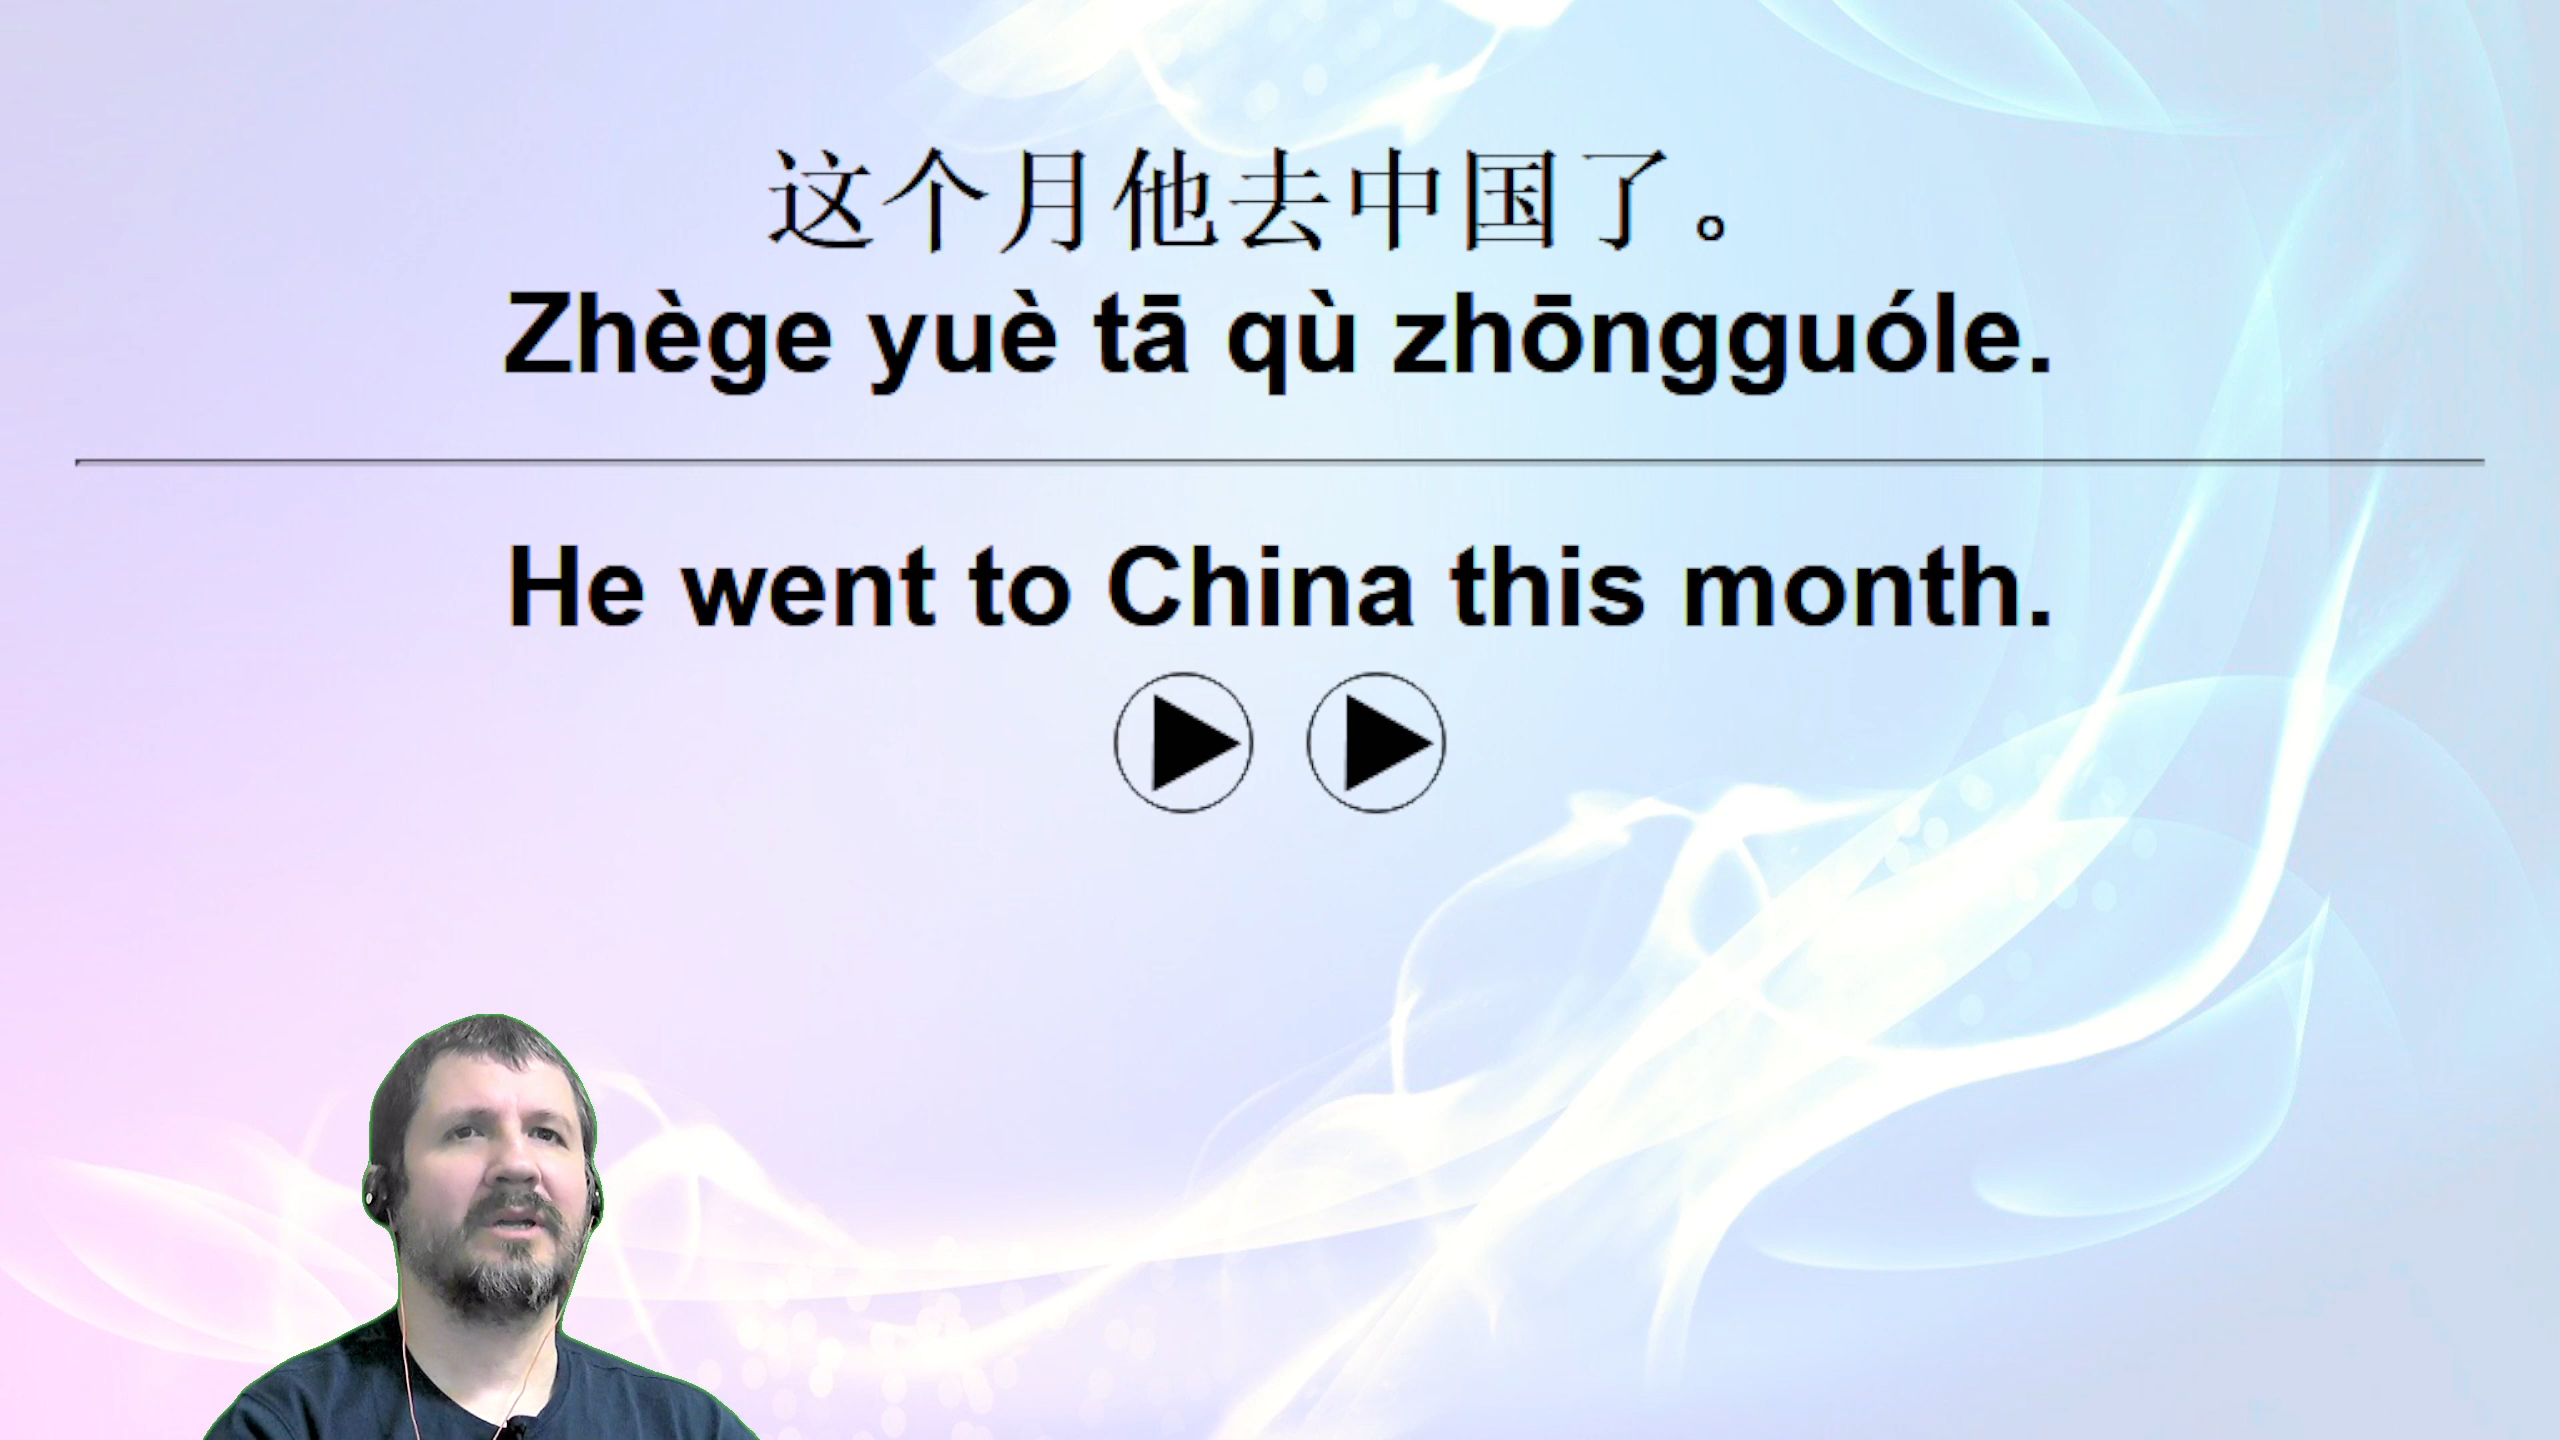 这个月他去中国了。
Zhège yuè tā qù zhōngguóle.
He went to China this month.